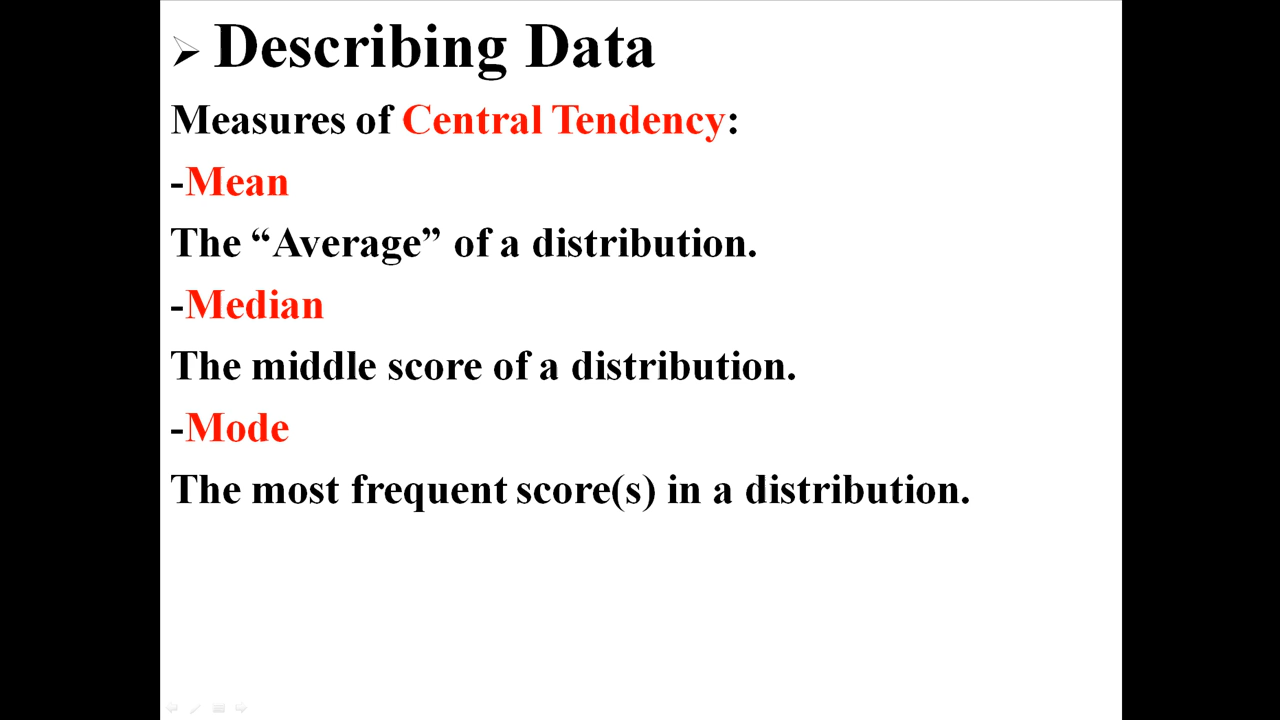 Describing Data
Measures of Central Tendency:
-Mean
The “Average” of a distribution.
-Median
The middle score of a distribution.
-Mode
The most frequent score(s) in a distribution.